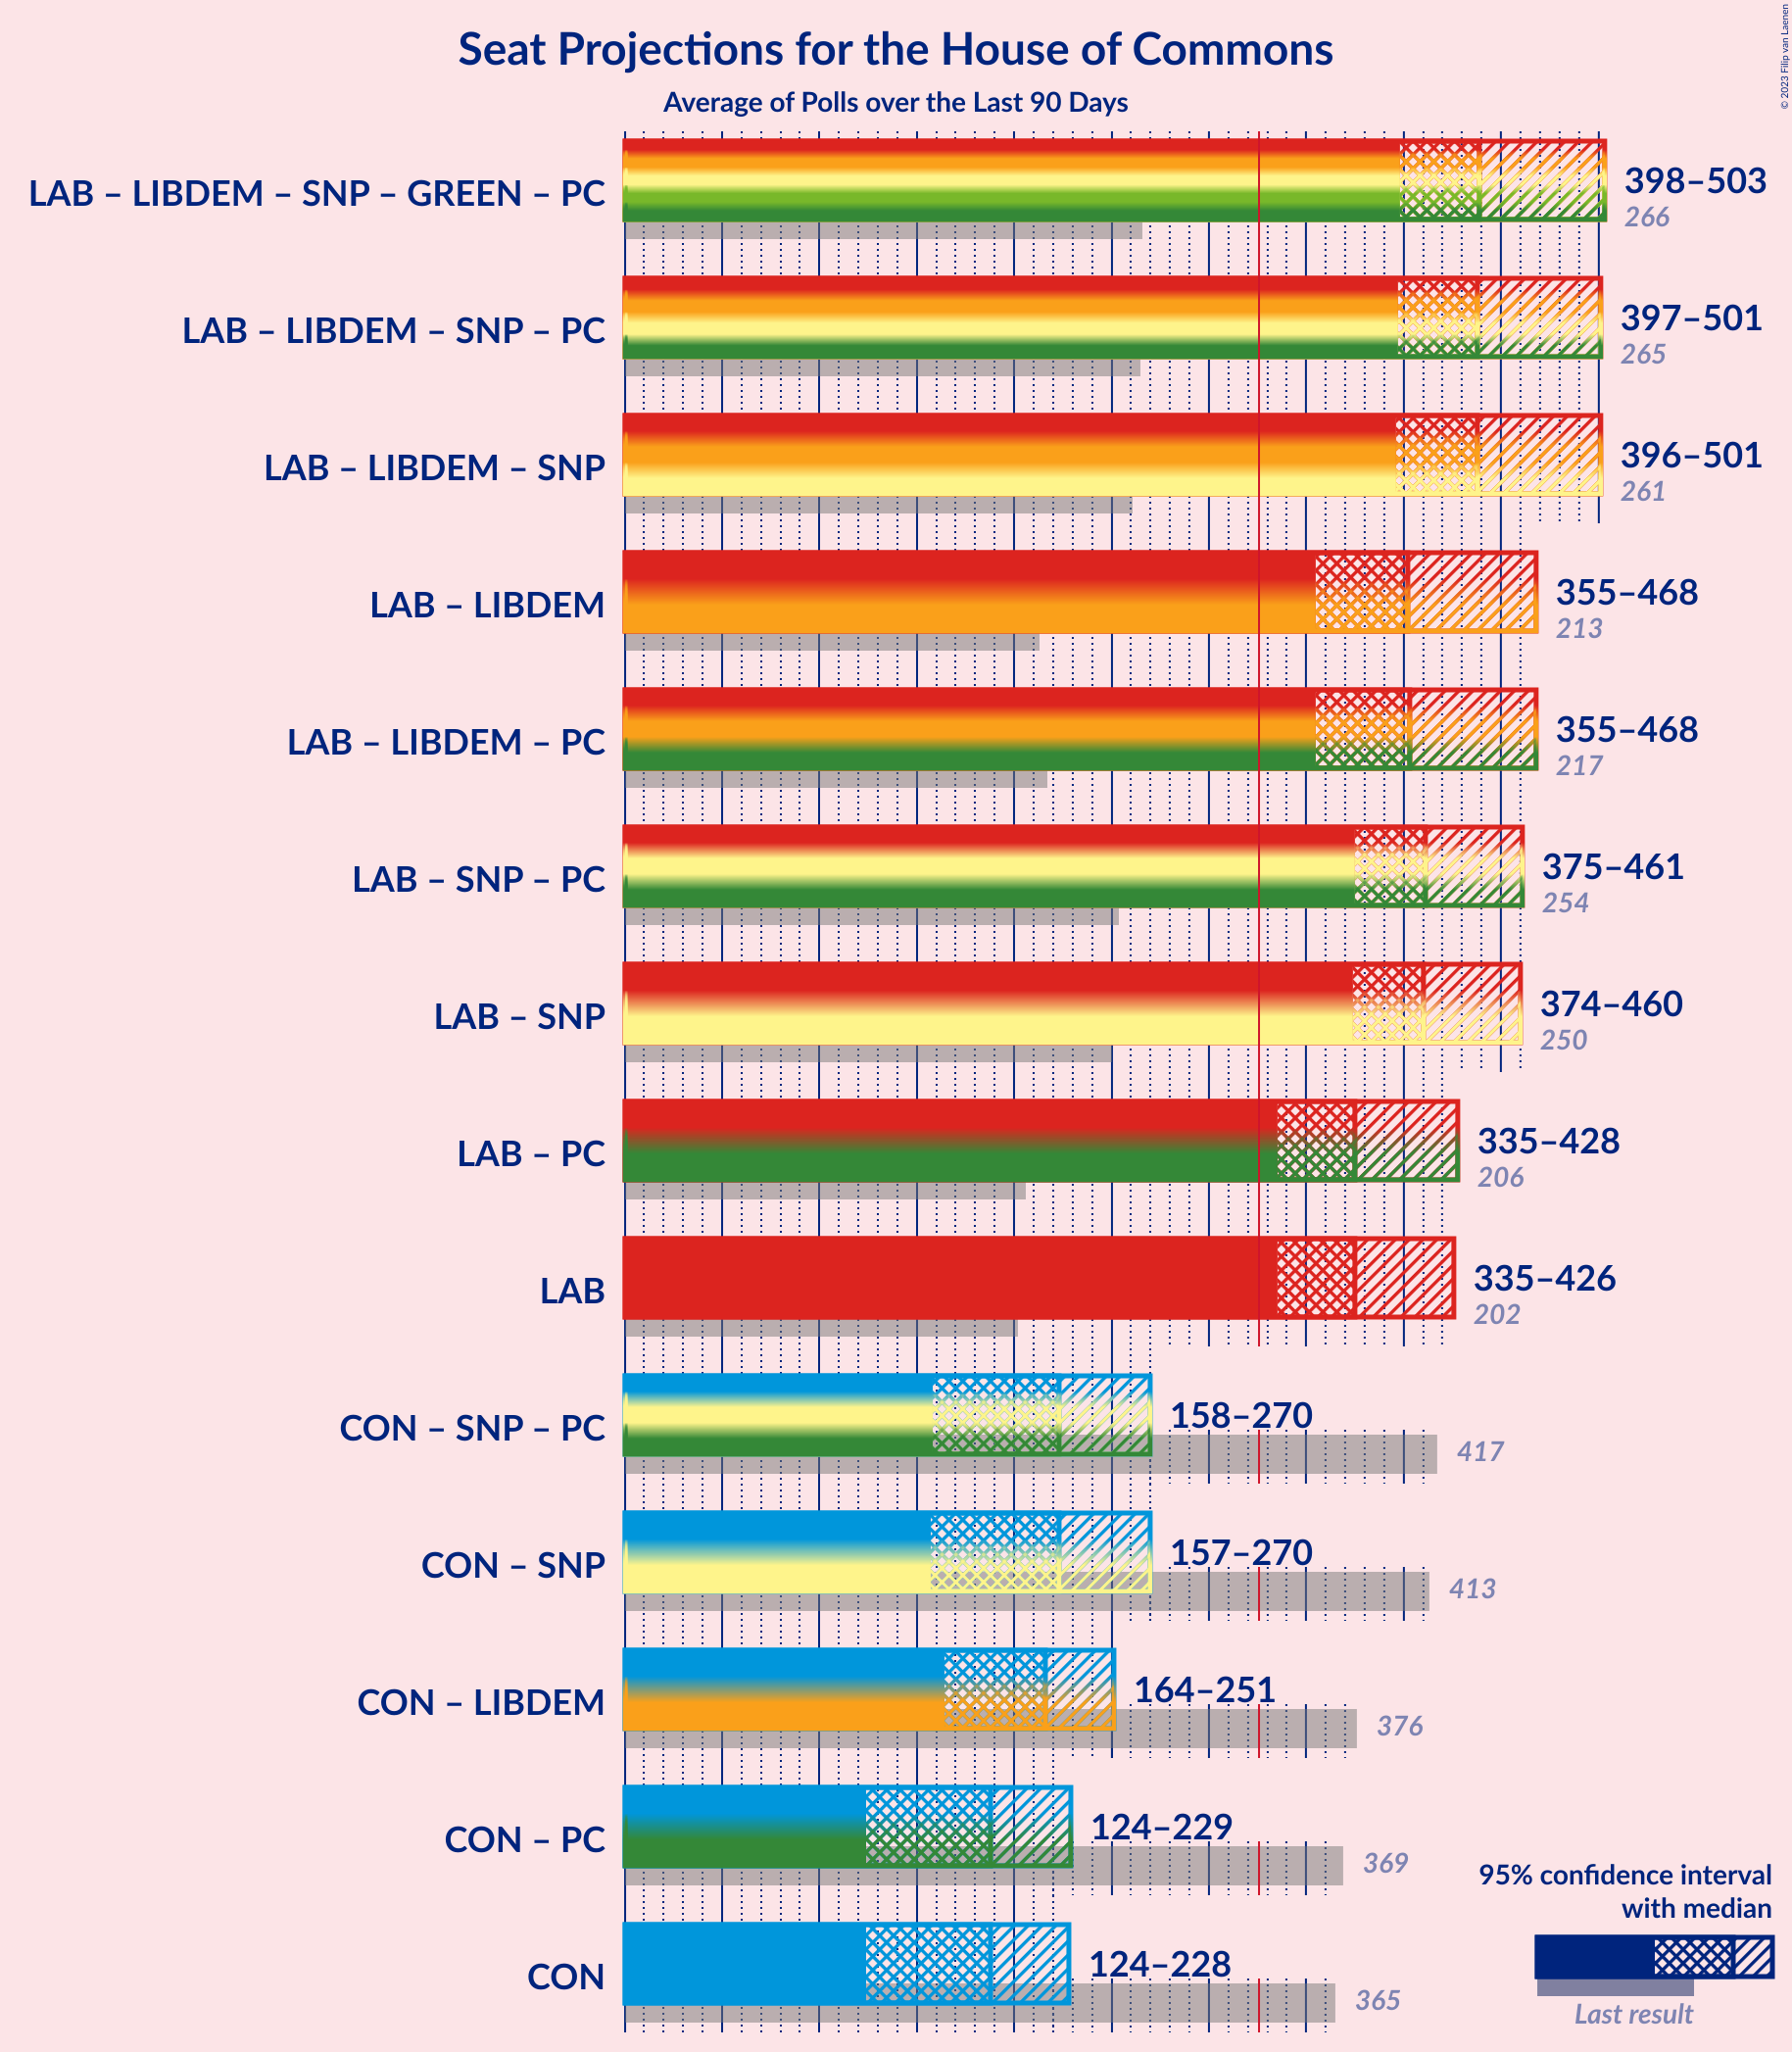 Seat Projections for the House of Commons
Average of Polls over the Last 90 Days
© 2023 Filip van Laenen
LAB – LIBDEM – SNP – GREEN – PC
398–503
266
LAB – LIBDEM – SNP – PC
397–501
265
LAB – LIBDEM – SNP
396–501
261
LAB – LIBDEM
355–468
213
LAB – LIBDEM – PC
355–468
217
LAB – SNP – PC
375–461
254
LAB – SNP
374–460
250
LAB – PC
335–428
206
LAB
335–426
202
CON – SNP – PC
158–270
417
CON – SNP
157–270
413
CON – LIBDEM
164–251
376
CON – PC
124–229
369
CON
124–228
365
95% confidence interval
with median
Last result